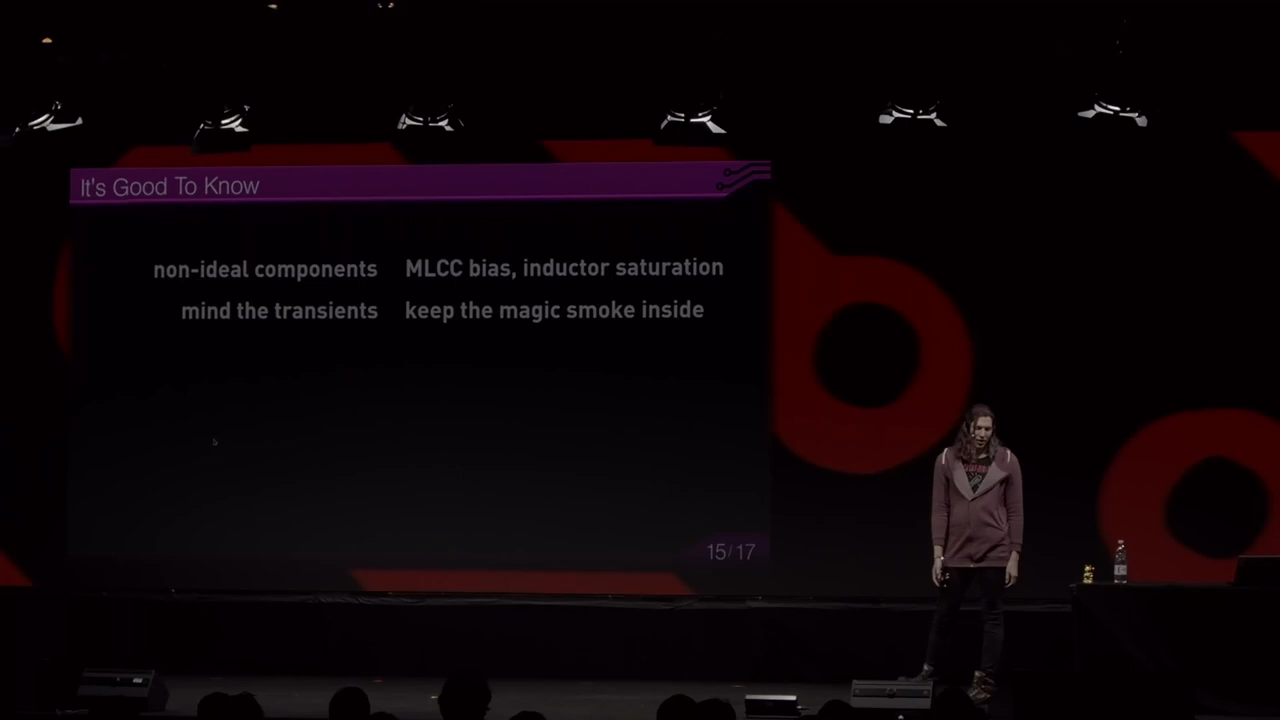 It's Good To Know
non-ideal components MLCC bias, inductor saturation
mind the transients keep the magic smoke inside
15/17